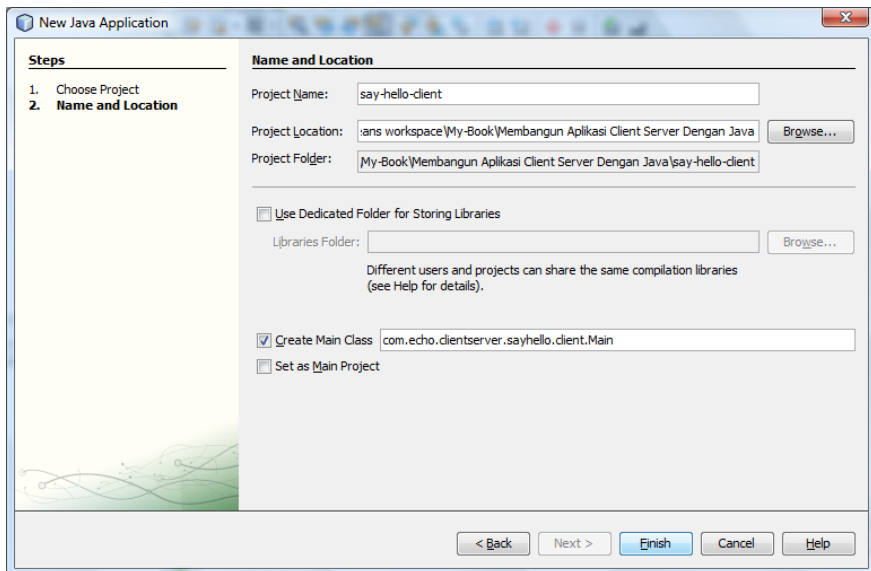 New Java Application
Steps
1. Choose Project
2. Name and Location
Name and Location
Project Name: say-hello-client
Project Location: :ans workspace\My-Book\Membangun Aplikasi Client Server Dengan Java Browse...
Project Folder: My-Book\Membangun Aplikasi Client Server Dengan Java\say-hello-client
Use Dedicated Folder for Storing Libraries
Libraries Folder: Browse...
Different users and projects can share the same compilation libraries
(see Help for details).
Create Main Class com.echo.clientserver.sayhello.client.Main
Set as Main Project
< Back Next > Finish Cancel Help